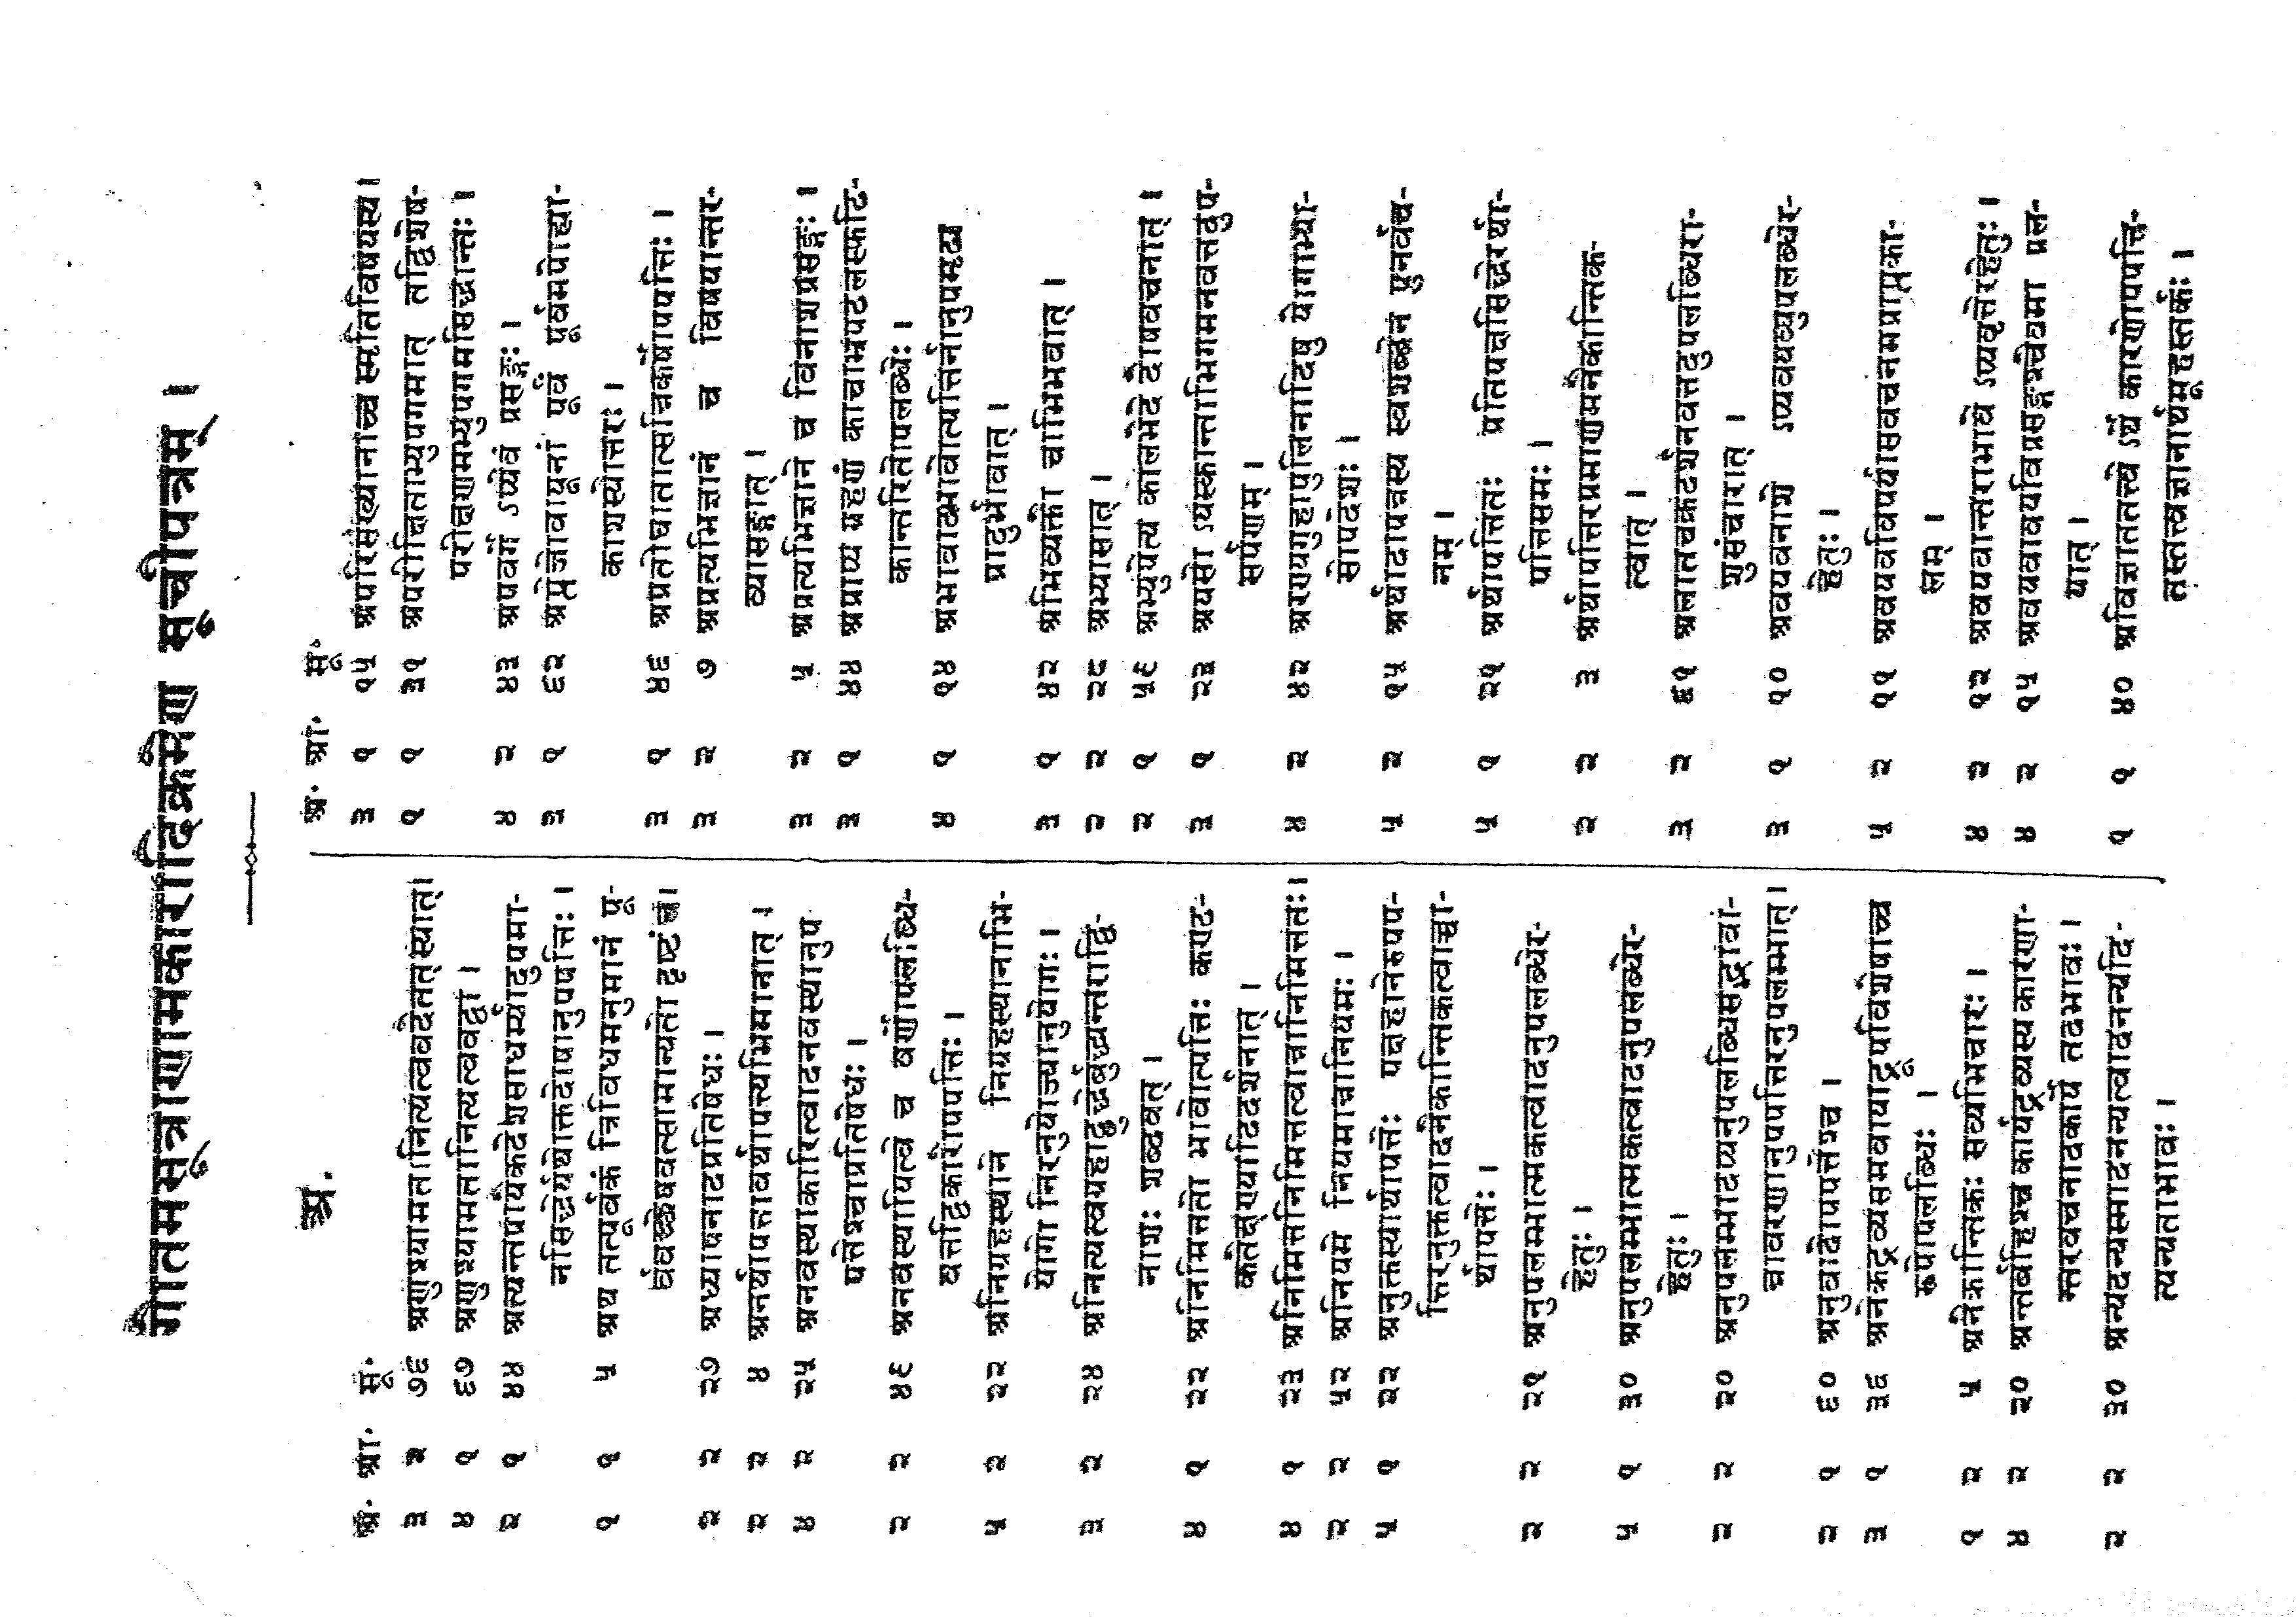 गौतमसूत्राणामकारादिक्रमेण सूचीपत्रम् ।
अ.
अ. आ. सू.
३ २ ७६ अणुश्यामतानित्यत्ववदेतत् स्यात्।
४ १ ६७ अणुश्यामतानित्यत्ववद्वा ।
२ १ ४४ अत्यन्तप्रायैकदेशसाधर्म्यादुपमा-
नसिद्धेर्यथोक्तदोषानुपपत्तिः ।
१ १ ५ अथ तत्पूर्वकं त्रिविधमनुमानं पू-
र्ववच्छेषवत्सामान्यतो दृष्टं च।
२ २ २७ अध्यापनादप्रतिषेधः ।
२ २ ४ अनर्थापत्तावर्थापत्त्यभिमानात् ।
४ २ २५ अनवस्थाकारित्वादनवस्थानुप
पत्तेश्चाप्रतिषेधः ।
२ २ ४६ अनवस्थायित्वे च वर्णोपलब्धि-
वत्तद्विकारोपपत्तिः ।
५ २ २२ अनिग्रहस्थाने निग्रहस्थानाभि-
योगो निरनुयोज्यानुयोगः ।
३ २ २४ अनित्यत्वग्रहाद्बुद्धेर्बुद्ध्यन्तराद्वि-
नाशः शब्दवत् ।
४ १ २२ अनिमित्ततो भावोत्पत्तिः कण्ट-
कतैक्ष्ण्यादिदर्शनात् ।
४ १ २३ अनिमित्तनिमित्तत्वान्नानिमित्ततः।
२ २ ५२ अनियमे नियमान्नानियमः ।
५ १ २२ अनुक्तस्यार्थापत्तेः पक्षहानेरुपप-
त्तिरनुक्तत्वादनैकान्तिकत्वाच्चा-
र्थापत्तेः ।
२ २ २१ अनुपलम्भात्मकत्वादनुपलब्धेर-
हेतुः ।
५ १ ३० अनुपलम्भात्मकत्वादनुपलब्धेर-
हेतुः ।
२ २ २० अनुपलम्भादप्यनुपलब्धिसद्भावा-
न्नावरणानुपपत्तिरनुपलम्भात्।
२ १ ६० अनुवादोपपत्तेश्च ।
३ १ ३६ अनेकद्रव्यसमवायाद्रूपविशेषाच्च
रूपोपलब्धिः ।
१ २ ५ अनैकान्तिकः सव्यभिचारः ।
४ २ २० अन्तर्बहिश्च कार्यद्रव्यस्य कारणा-
न्तरवचनादकार्ये तदभावः ।
२ २ ३० अन्यदन्यस्मादनन्यत्वादनन्यदि-
त्यन्यताभावः ।
अ. आ. सू.
३ १ १५ अपरिसंख्यानाच्च स्मृतिविषयस्य।
१ १ ३१ अपरीक्षिताभ्युपगमात् तद्विशेष-
परीक्षणमभ्युपगमसिद्धान्तः ।
४ २ ४३ अपवर्गे ऽप्येवं प्रसङ्गः ।
३ १ ६२ अप्तेजोवायूनां पूर्वं पूर्वमपोह्या-
काशस्योत्तरः ।
३ १ ४६ अप्रतीघातात्सन्निकर्षोपपत्तिः ।
३ २ ७ अप्रत्यभिज्ञानं च विषयान्तर-
व्यासङ्गात् ।
३ २ ५ अप्रत्यभिज्ञाने च विनाशप्रसङ्गः ।
३ १ ४४ अप्राप्य ग्रहणं काचाभ्रपटलस्फटि-
कान्तरितोपलब्धेः ।
४ १ १४ अभावाद्भावोत्पत्तिर्नानुपमृद्य
प्रादुर्भावात् ।
३ १ ४२ अभिव्यक्तौ चाभिभवात् ।
२ २ २८ अभ्यासात् ।
२ १ ५६ अभ्युपेत्य कालभेदे दोषवचनात् ।
३ १ २३ अयसो ऽयस्कान्ताभिगमनवत्तदुप-
सर्पणम् ।
४ २ ४२ अरण्यगुहापुलिनादिषु योगाभ्या-
सोपदेशः ।
५ २ १५ अर्थादापन्नस्य स्वशब्देन पुनर्वच-
नम् ।
५ १ २१ अर्थापत्तितः प्रतिपक्षसिद्धेरर्था-
पत्तिसमः ।
२ २ ३ अर्थापत्तिरप्रमाणमनैकान्तिक-
त्वात् ।
३ २ ६१ अलातचक्रदर्शनवत्तदुपलब्धिरा-
शुसंचारात् ।
३ १ १० अवयवनाशे ऽप्यवयव्युपलब्धेर-
हेतुः ।
५ २ ११ अवयवविपर्यासवचनमप्राप्तका-
लम् ।
४ २ १२ अवयवान्तराभावे ऽप्यवृत्तेरहेतुः ।
४ २ १५ अवयवावयविप्रसङ्गश्चैवमा प्रल-
यात् ।
१ १ ४० अविज्ञाततत्त्वे ऽर्थे कारणोपपत्ति-
तस्तत्त्वज्ञानार्थमूहस्तर्कः ।